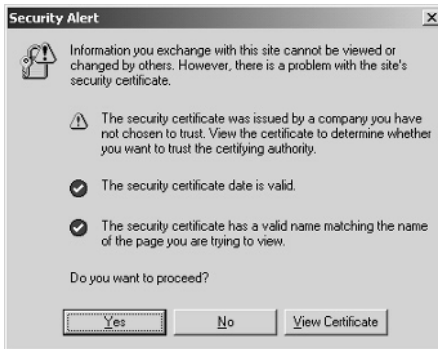 Security Alert
Information you exchange with this site cannot be viewed or
changed by others. However, there is a problem with the site's
security certificate.
The security certificate was issued by a company you have
not chosen to trust. View the certificate to determine whether
you want to trust the certifying authority.
The security certificate date is valid.
The security certificate has a valid name matching the name
of the page you are trying to view.
Do you want to proceed?
Yes No View Certificate